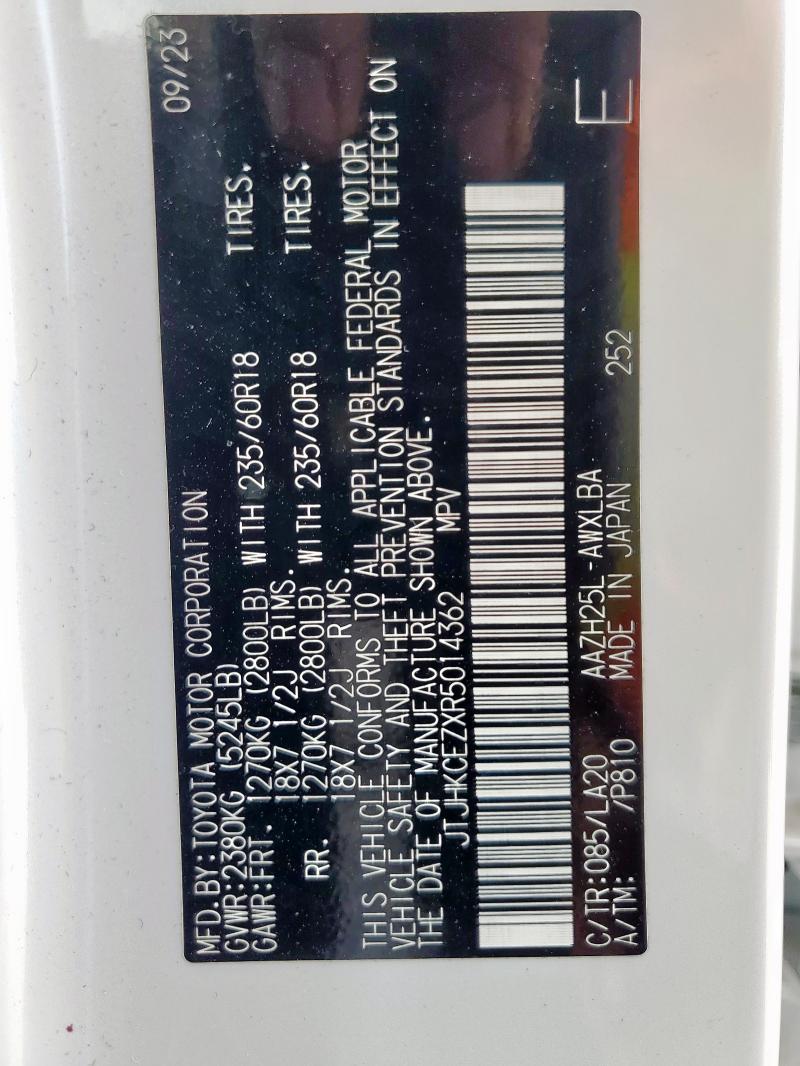 MFD.BY:TOYOTA MOTOR CORPORATION 09/23
GVWR:2380KG (5245LB)
GAWR:FRT. 1270KG (2800LB) WITH 235/60R18 TIRES.
18X7 1/2J RIMS.
RR. 1270KG (2800LB) WITH 235/60R18 TIRES.
18X7 1/2J RIMS.
THIS VEHICLE CONFORMS TO ALL APPLICABLE FEDERAL MOTOR
VEHICLE SAFETY AND THEFT PREVENTION STANDARDS IN EFFECT ON
THE DATE OF MANUFACTURE SHOWN ABOVE.
JTJHKCEZXR5014362 MPV
C/TR:085/LA20 AAZH25L-AWXLBA
A/TM: /P810 MADE IN JAPAN 252 E